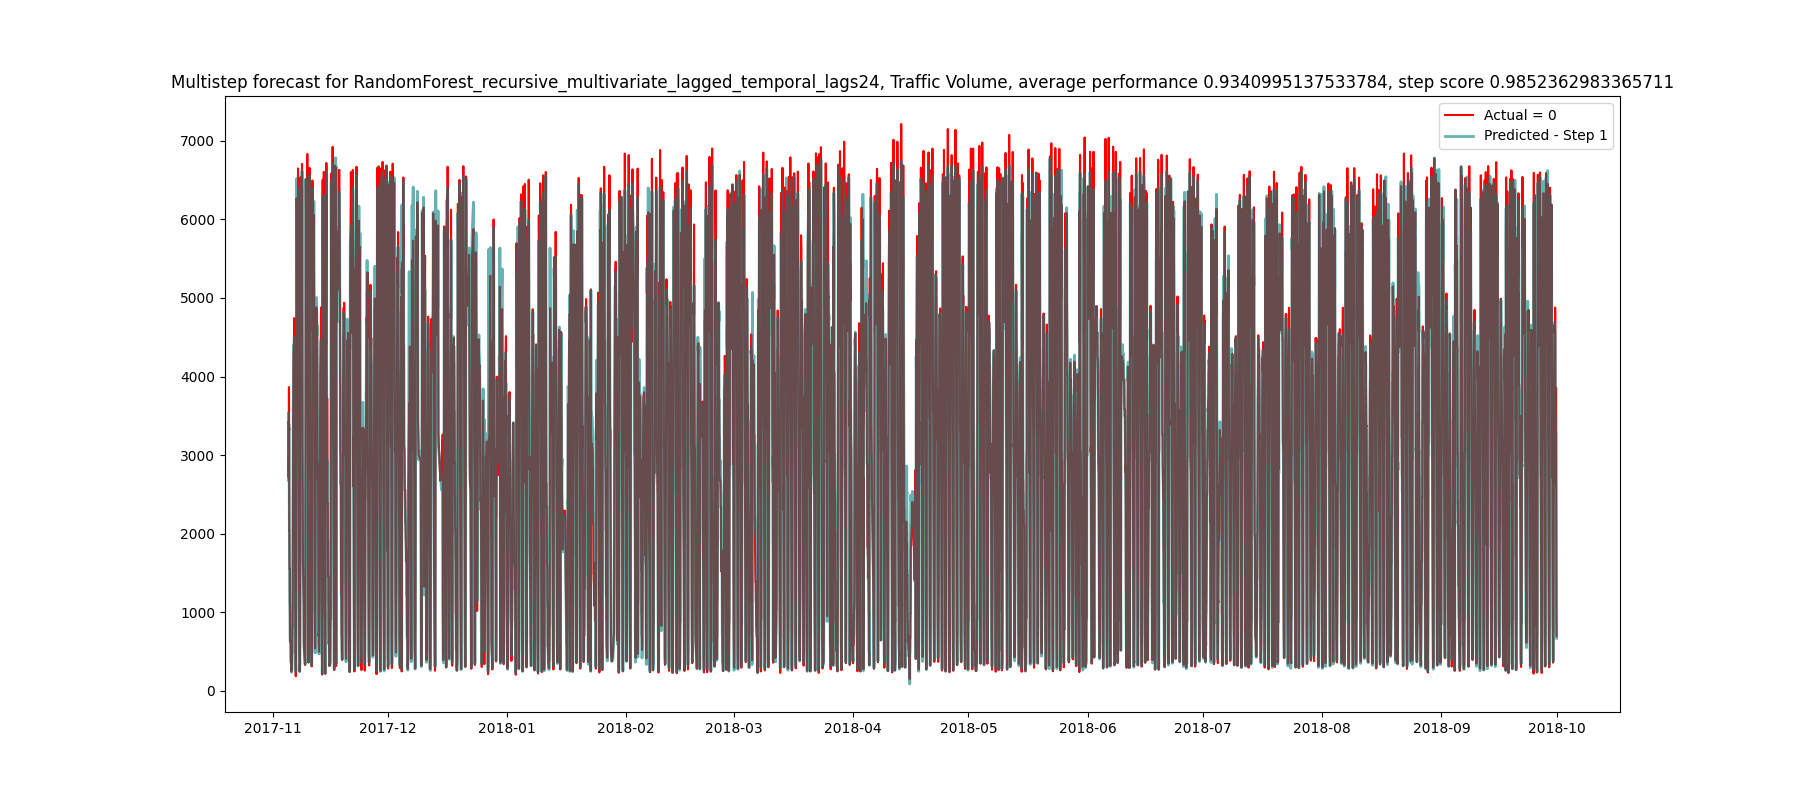 Multistep forecast for RandomForest_recursive_multivariate_lagged_temporal_lags24, Traffic Volume, average performance 0.9340995137533784, step score 0.9852362983365711
Actual = 0
Predicted - Step 1
7000
6000
5000
4000
3000
2000
1000
0
2017-11 2017-12 2018-01 2018-02 2018-03 2018-04 2018-05 2018-06 2018-07 2018-08 2018-09 2018-10